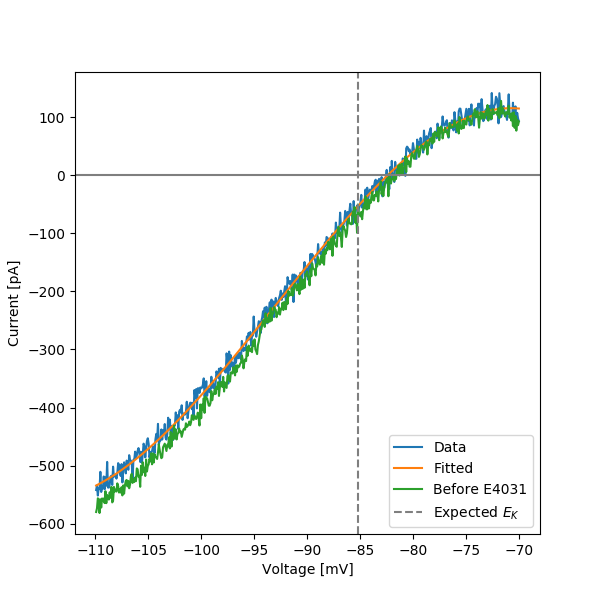 100
0
−100
−200
−300
−400
−500
−600
Current [pA]
−110 −105 −100 −95 −90 −85 −80 −75 −70
Voltage [mV]
Data
Fitted
Before E4031
Expected E_K